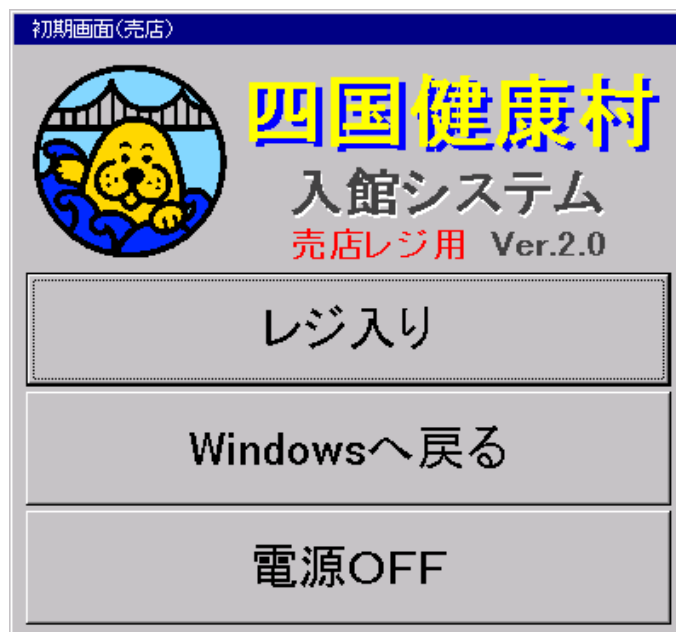 初期画面(売店)
四国健康村
入館システム
売店レジ用 Ver.2.0
レジ入り
Windowsへ戻る
電源OFF